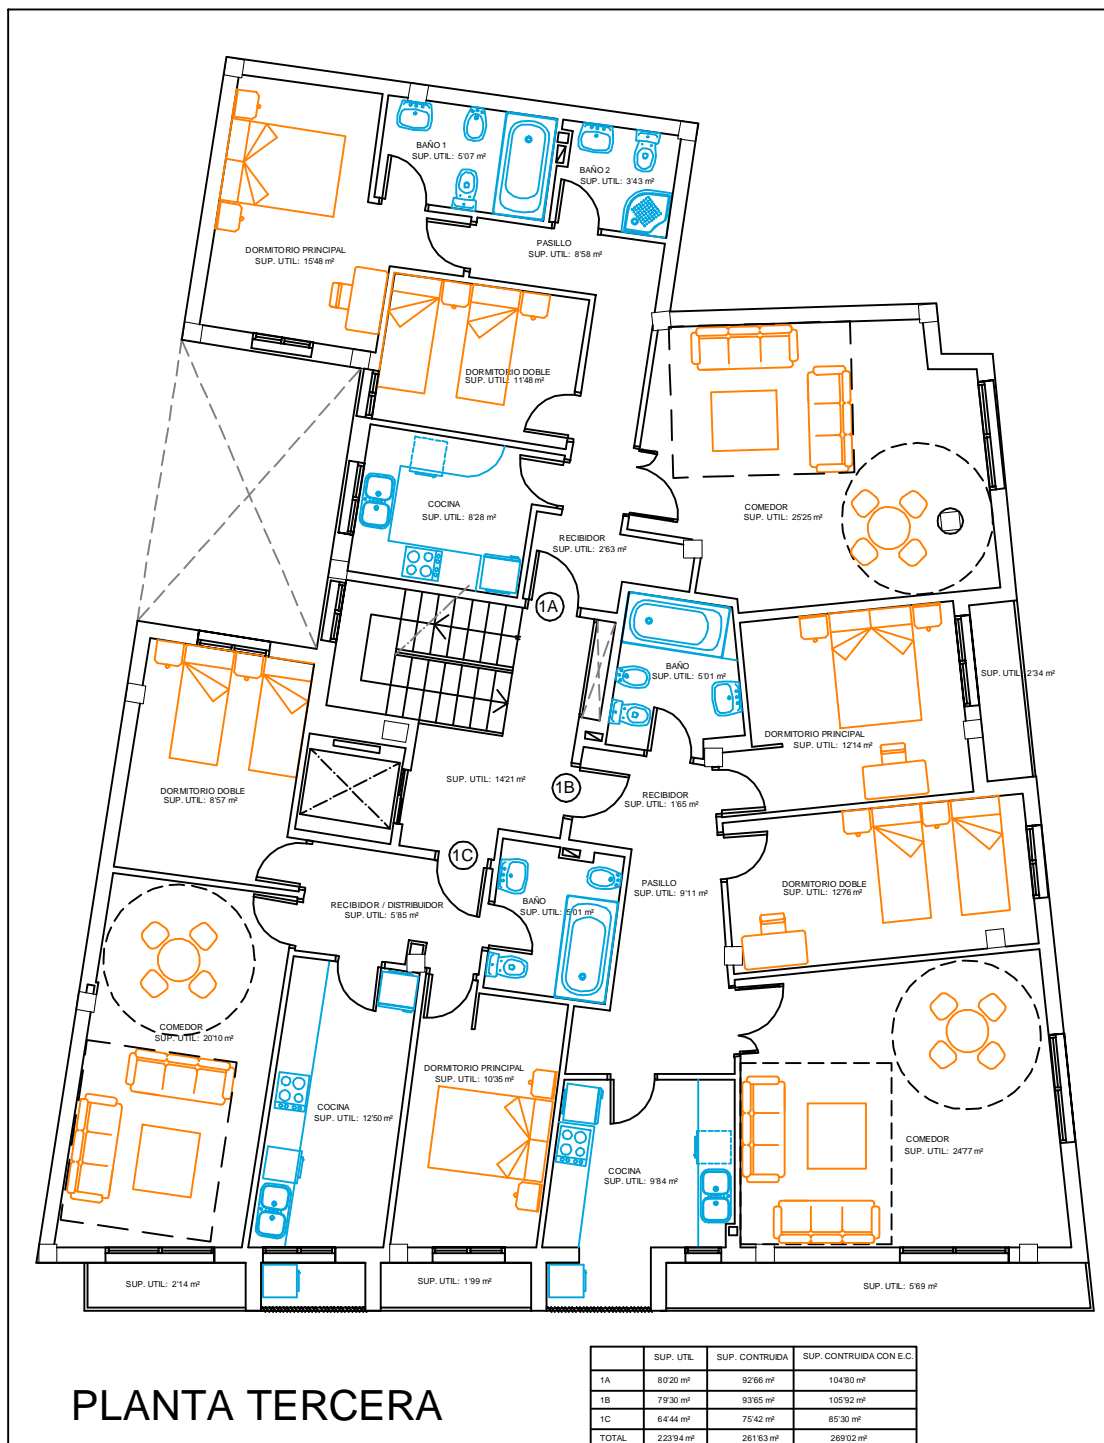 BAÑO 1
SUP. UTIL: 5'07 m²
BAÑO 2
SUP. UTIL: 3'43 m²
DORMITORIO PRINCIPAL
SUP. UTIL: 15'48 m²
PASILLO
SUP. UTIL: 8'58 m²
DORMITORIO DOBLE
SUP. UTIL: 11'48 m²
COCINA
SUP. UTIL: 8'28 m²
COMEDOR
SUP. UTIL: 25'25 m²
RECIBIDOR
SUP. UTIL: 2'63 m²
1A
BAÑO
SUP. UTIL: 5'01 m²
SUP. UTIL: 2'34 m²
DORMITORIO PRINCIPAL
SUP. UTIL: 12'14 m²
SUP. UTIL: 14'21 m²
1B
RECIBIDOR
SUP. UTIL: 1'65 m²
DORMITORIO DOBLE
SUP. UTIL: 8'57 m²
1C
PASILLO
SUP. UTIL: 9'11 m²
DORMITORIO DOBLE
SUP. UTIL: 12'76 m²
RECIBIDOR / DISTRIBUIDOR
SUP. UTIL: 5'85 m²
BAÑO
SUP. UTIL: 5'01 m²
COMEDOR
SUP. UTIL: 20'10 m²
DORMITORIO PRINCIPAL
SUP. UTIL: 10'35 m²
COCINA
SUP. UTIL: 12'50 m²
COMEDOR
SUP. UTIL: 24'77 m²
COCINA
SUP. UTIL: 9'84 m²
SUP. UTIL: 2'14 m²
SUP. UTIL: 1'99 m²
SUP. UTIL: 5'69 m²
SUP. UTIL SUP. CONTRUIDA SUP. CONTRUIDA CON E.C.
1A 80'20 m² 92'66 m² 104'80 m²
1B 79'30 m² 93'65 m² 105'92 m²
1C 64'44 m² 75'42 m² 85'30 m²
TOTAL 223'94 m² 261'63 m² 269'02 m²
PLANTA TERCERA